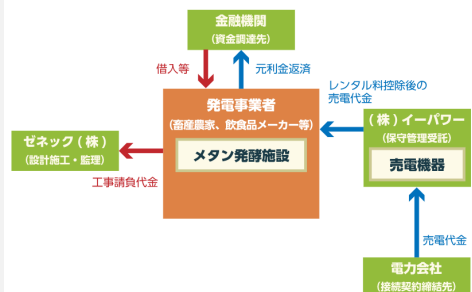 金融機関
(資金調達先)
借入等
元利金返済
レンタル料控除後の
売電代金
発電事業者
(畜産農家、飲食品メーカー等)
メタン発酵施設
(株)イーパワー
(保守管理受託)
売電機器
ゼネック(株)
(設計施工・監理)
工事請負代金
売電代金
電力会社
(接続契約締結先)